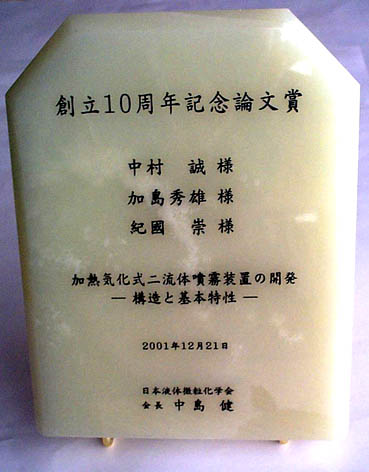 創立10周年記念論文賞
中村　誠様
加島秀雄様
紀國　崇様
加熱気化式二流体噴霧装置の開発
― 構造と基本特性 ―
2001年12月21日
日本液体微粒化学会
会長　中島　健